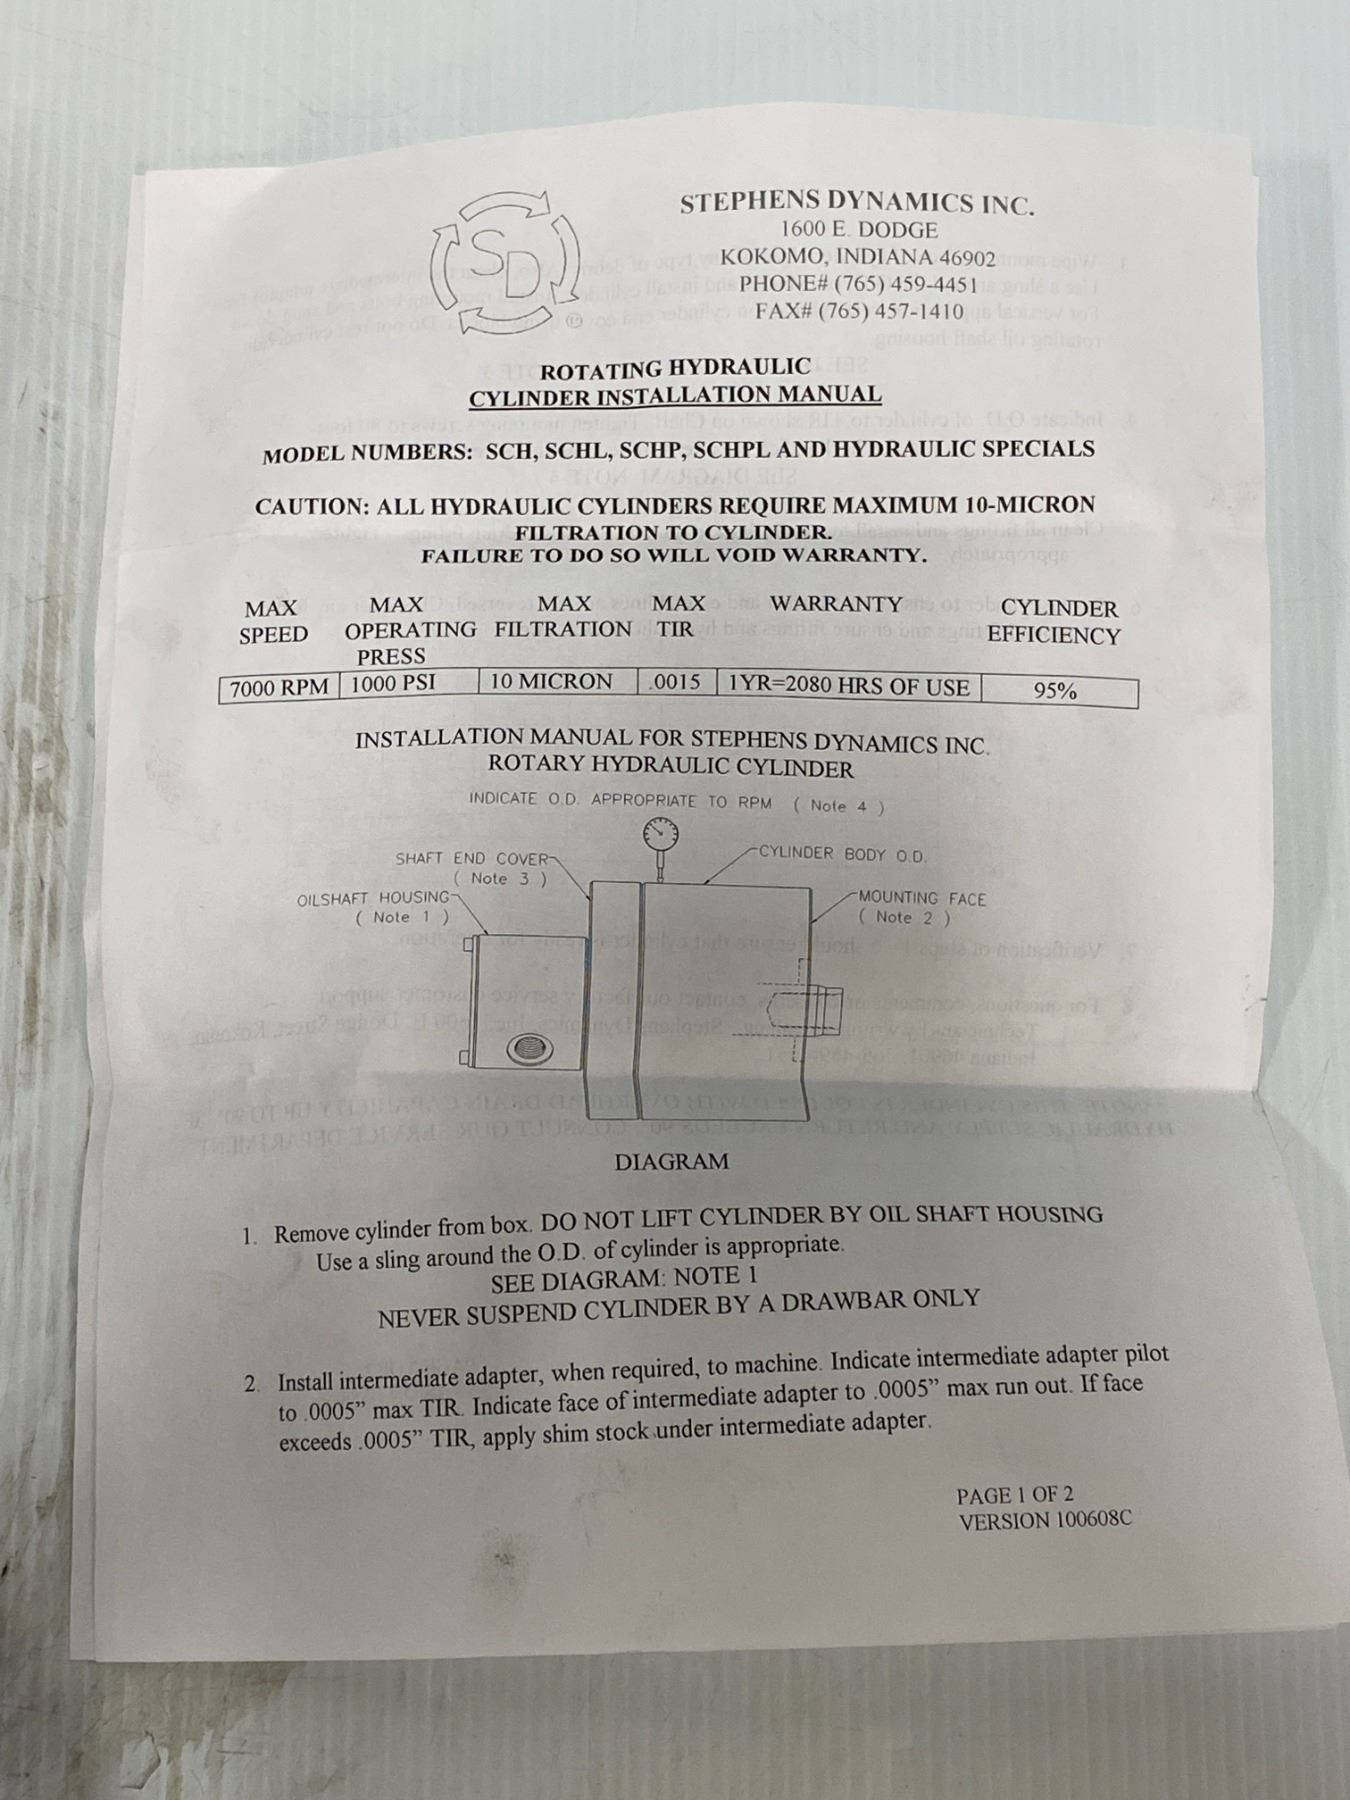 SD
STEPHENS DYNAMICS INC.
1600 E. DODGE
KOKOMO, INDIANA 46902
PHONE# (765) 459-4451
FAX# (765) 457-1410
ROTATING HYDRAULIC
CYLINDER INSTALLATION MANUAL
MODEL NUMBERS: SCH, SCHL, SCHP, SCHPL AND HYDRAULIC SPECIALS
CAUTION: ALL HYDRAULIC CYLINDERS REQUIRE MAXIMUM 10-MICRON
FILTRATION TO CYLINDER.
FAILURE TO DO SO WILL VOID WARRANTY.
MAX MAX MAX MAX WARRANTY CYLINDER
SPEED OPERATING FILTRATION TIR EFFICIENCY
PRESS
7000 RPM 1000 PSI 10 MICRON .0015 1YR=2080 HRS OF USE 95%
INSTALLATION MANUAL FOR STEPHENS DYNAMICS INC.
ROTARY HYDRAULIC CYLINDER
INDICATE O.D. APPROPRIATE TO RPM ( Note 4 )
SHAFT END COVER
( Note 3 )
CYLINDER BODY O.D.
OILSHAFT HOUSING
( Note 1 )
MOUNTING FACE
( Note 2 )
DIAGRAM
1. Remove cylinder from box. DO NOT LIFT CYLINDER BY OIL SHAFT HOUSING
Use a sling around the O.D. of cylinder is appropriate.
SEE DIAGRAM: NOTE 1
NEVER SUSPEND CYLINDER BY A DRAWBAR ONLY
2. Install intermediate adapter, when required, to machine. Indicate intermediate adapter pilot
to .0005” max TIR. Indicate face of intermediate adapter to .0005” max run out. If face
exceeds .0005” TIR, apply shim stock under intermediate adapter.
PAGE 1 OF 2
VERSION 100608C